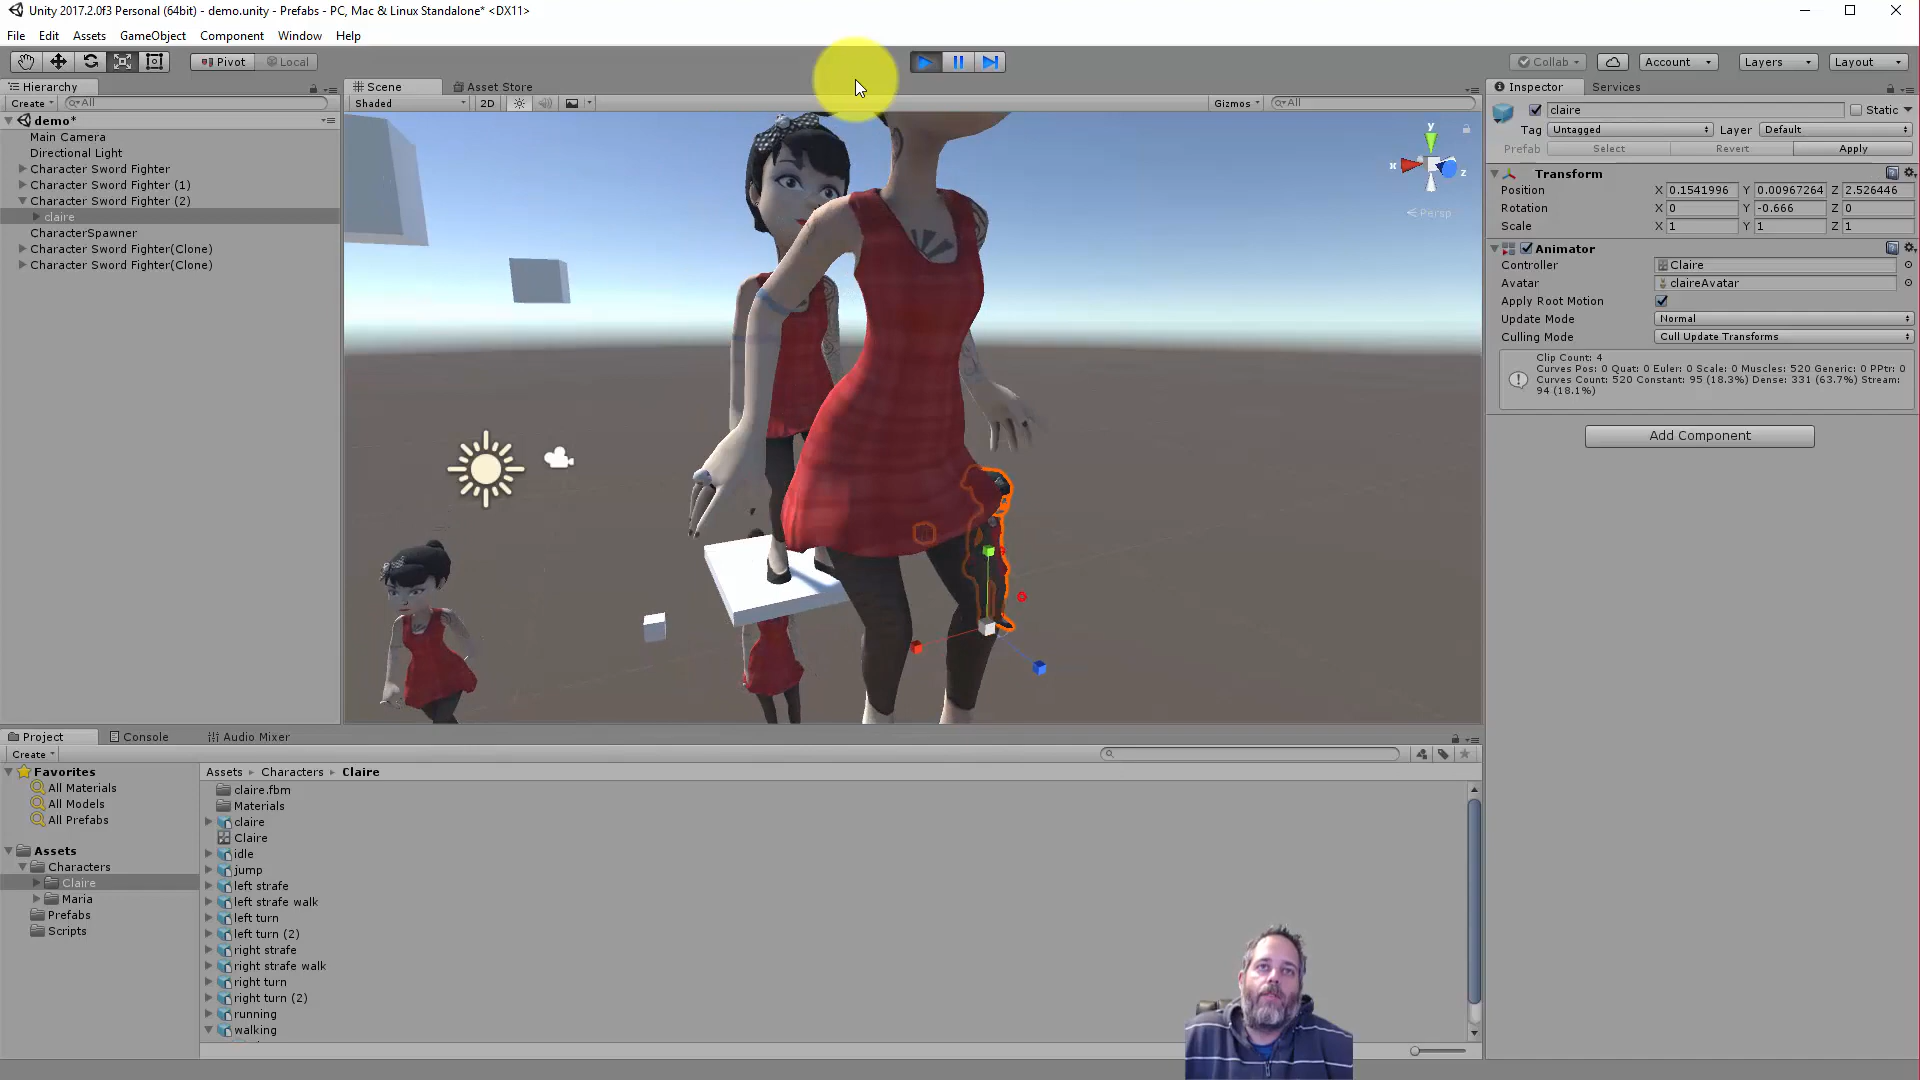 Unity 2017.2.0f3 Personal (64bit) - demo.unity - Prefabs - PC, Mac & Linux Standalone* <DX11>
File Edit Assets GameObject Component Window Help
Pivot Local Collab Account Layers Layout
Hierarchy
Create All
demo*
Main Camera
Directional Light
Character Sword Fighter
Character Sword Fighter (1)
Character Sword Fighter (2)
claire
CharacterSpawner
Character Sword Fighter(Clone)
Character Sword Fighter(Clone)
Scene Asset Store
Shaded 2D Gizmos All
y
x
z
Persp
Inspector Services
claire Static
Tag Untagged Layer Default
Prefab Select Revert Apply
Transform
Position X 0.1541996 Y 0.00967264 Z 2.526446
Rotation X 0 Y -0.666 Z 0
Scale X 1 Y 1 Z 1
Animator
Controller Claire
Avatar claireAvatar
Apply Root Motion
Update Mode Normal
Culling Mode Cull Update Transforms
Clip Count: 4
Curves Pos: 0 Quat: 0 Euler: 0 Scale: 0 Muscles: 520 Generic: 0 PPtr: 0
Curves Count: 520 Constant: 95 (18.3%) Dense: 331 (63.7%) Stream:
94 (18.1%)
Add Component
Project Console Audio Mixer
Create
Favorites
All Materials
All Models
All Prefabs
Assets
Characters
Claire
Maria
Prefabs
Scripts
Assets Characters Claire
claire.fbm
Materials
claire
Claire
idle
jump
left strafe
left strafe walk
left turn
left turn (2)
right strafe
right strafe walk
right turn
right turn (2)
running
walking